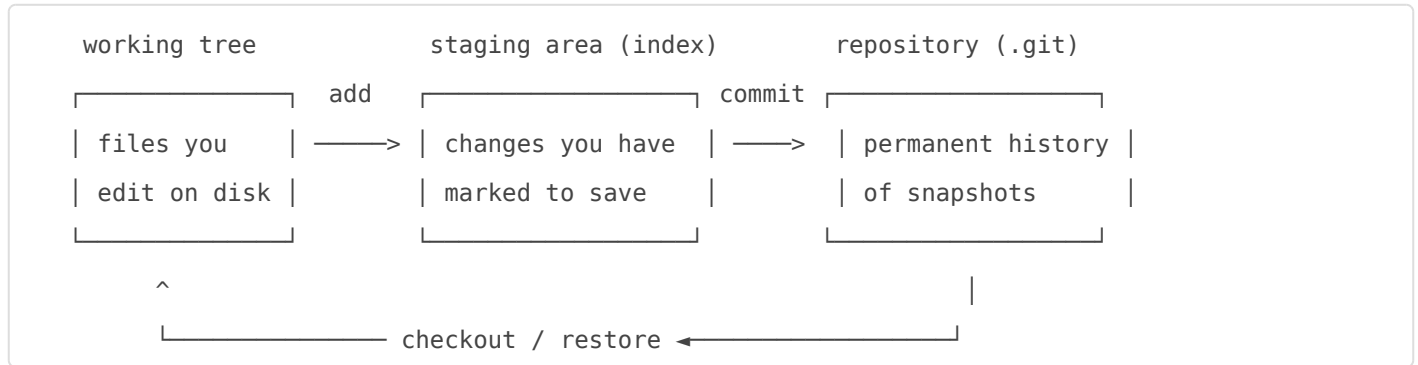 working tree staging area (index) repository (.git)
add commit
files you ───> changes you have ───> permanent history
edit on disk marked to save of snapshots
^
checkout / restore ◄